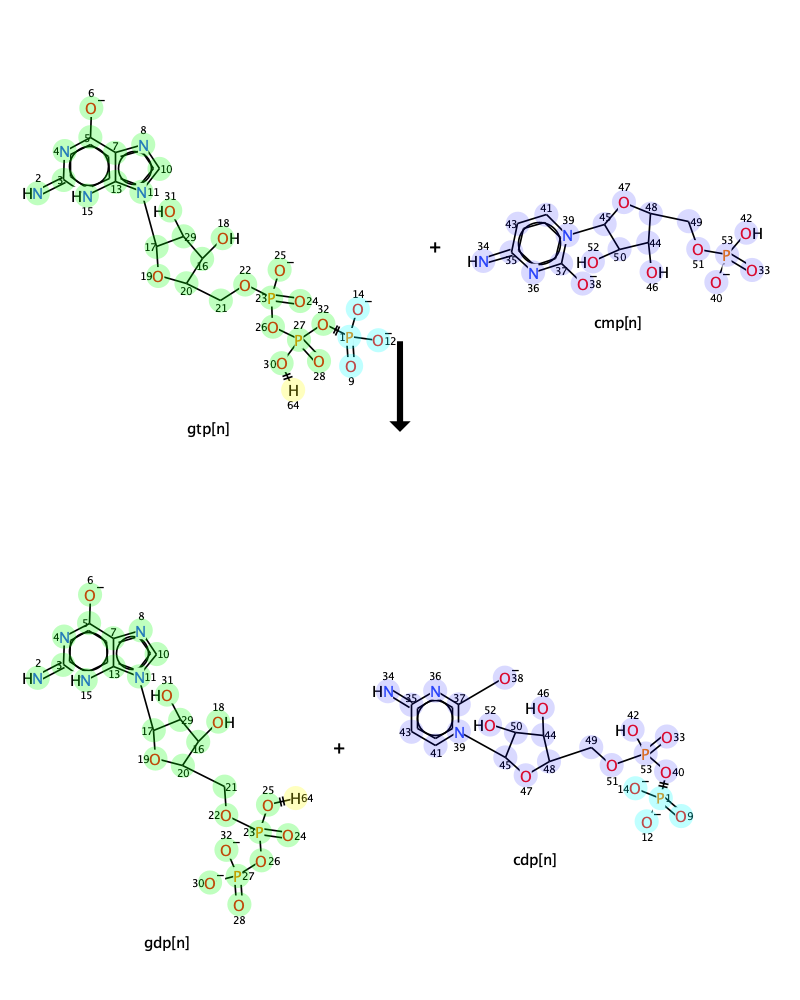 6
O−
8
5 7 N
4N
10
2 3 13
HN HN N 11
15 31
HO 18
29 OH
17
16 25
19O O−
20 22
O 23P O24
21
14
O−
26O 27 32
P O 1P O−12
30O O
28 O
9
H
64
gtp[n]
+
47
41 O 48
43 39 45 49 42
N 53 OH
34 52 44 O P
HN 35 37 HO 50 51 O33
N O−38 OH O−
36 46 40
cmp[n]
6
O−
8
5 7 N
4N
10
2 3 13
HN HN N 11
15 31
HO 18
29 OH
17
16
19O
20
21
25
O H64
22O
23P O24
32
O−
O26
30O− P27
O
28
gdp[n]
+
34 36 O−38
HN 35 N 37 46
52 HO
43 HO 50 42
N 44 HO 33
41 39 49 O
45 48 P
O O 53
47 51 O40
14O− P1
O9
O−
12
cdp[n]